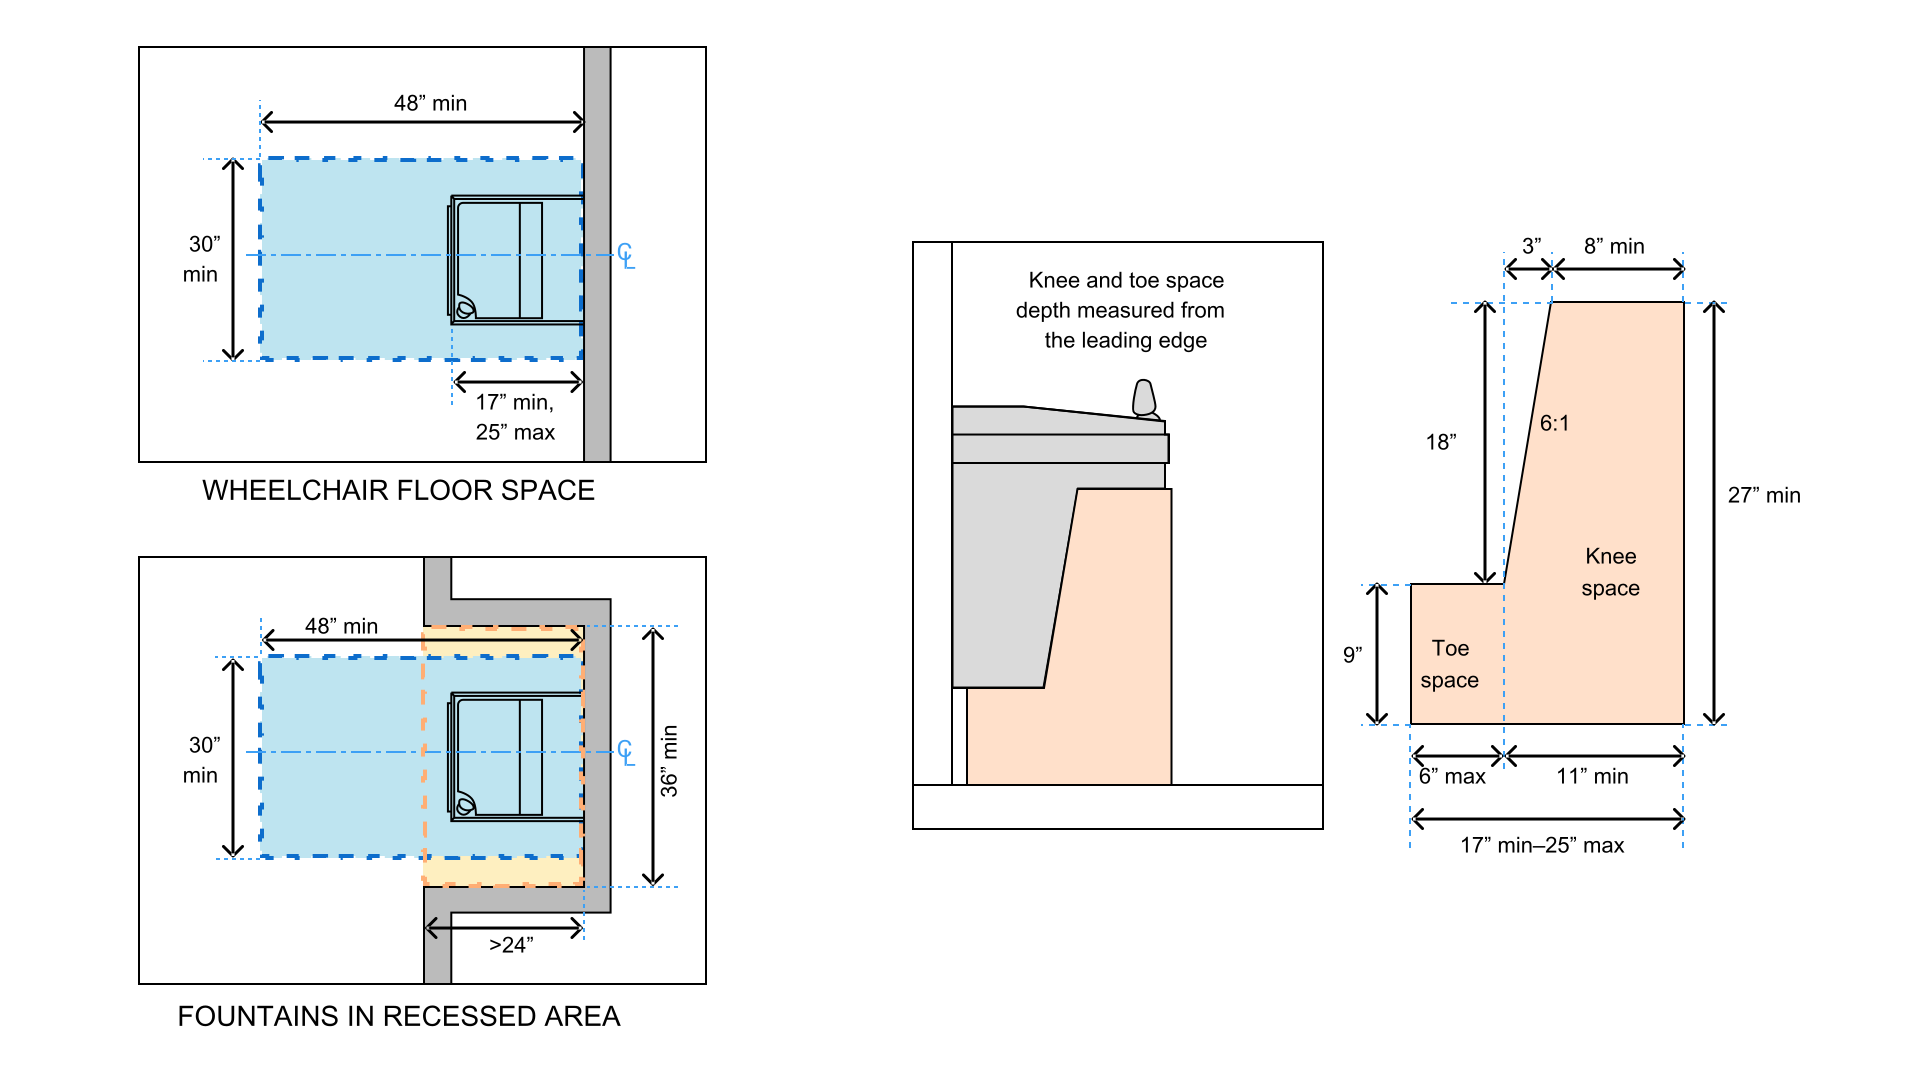 48” min
30”
min
℄
17” min,
25” max
WHEELCHAIR FLOOR SPACE
48” min
30”
min
℄
36” min
>24”
FOUNTAINS IN RECESSED AREA
Knee and toe space
depth measured from
the leading edge
3”
8” min
18”
6:1
27” min
Knee
space
9”
Toe
space
6” max
11” min
17” min–25” max